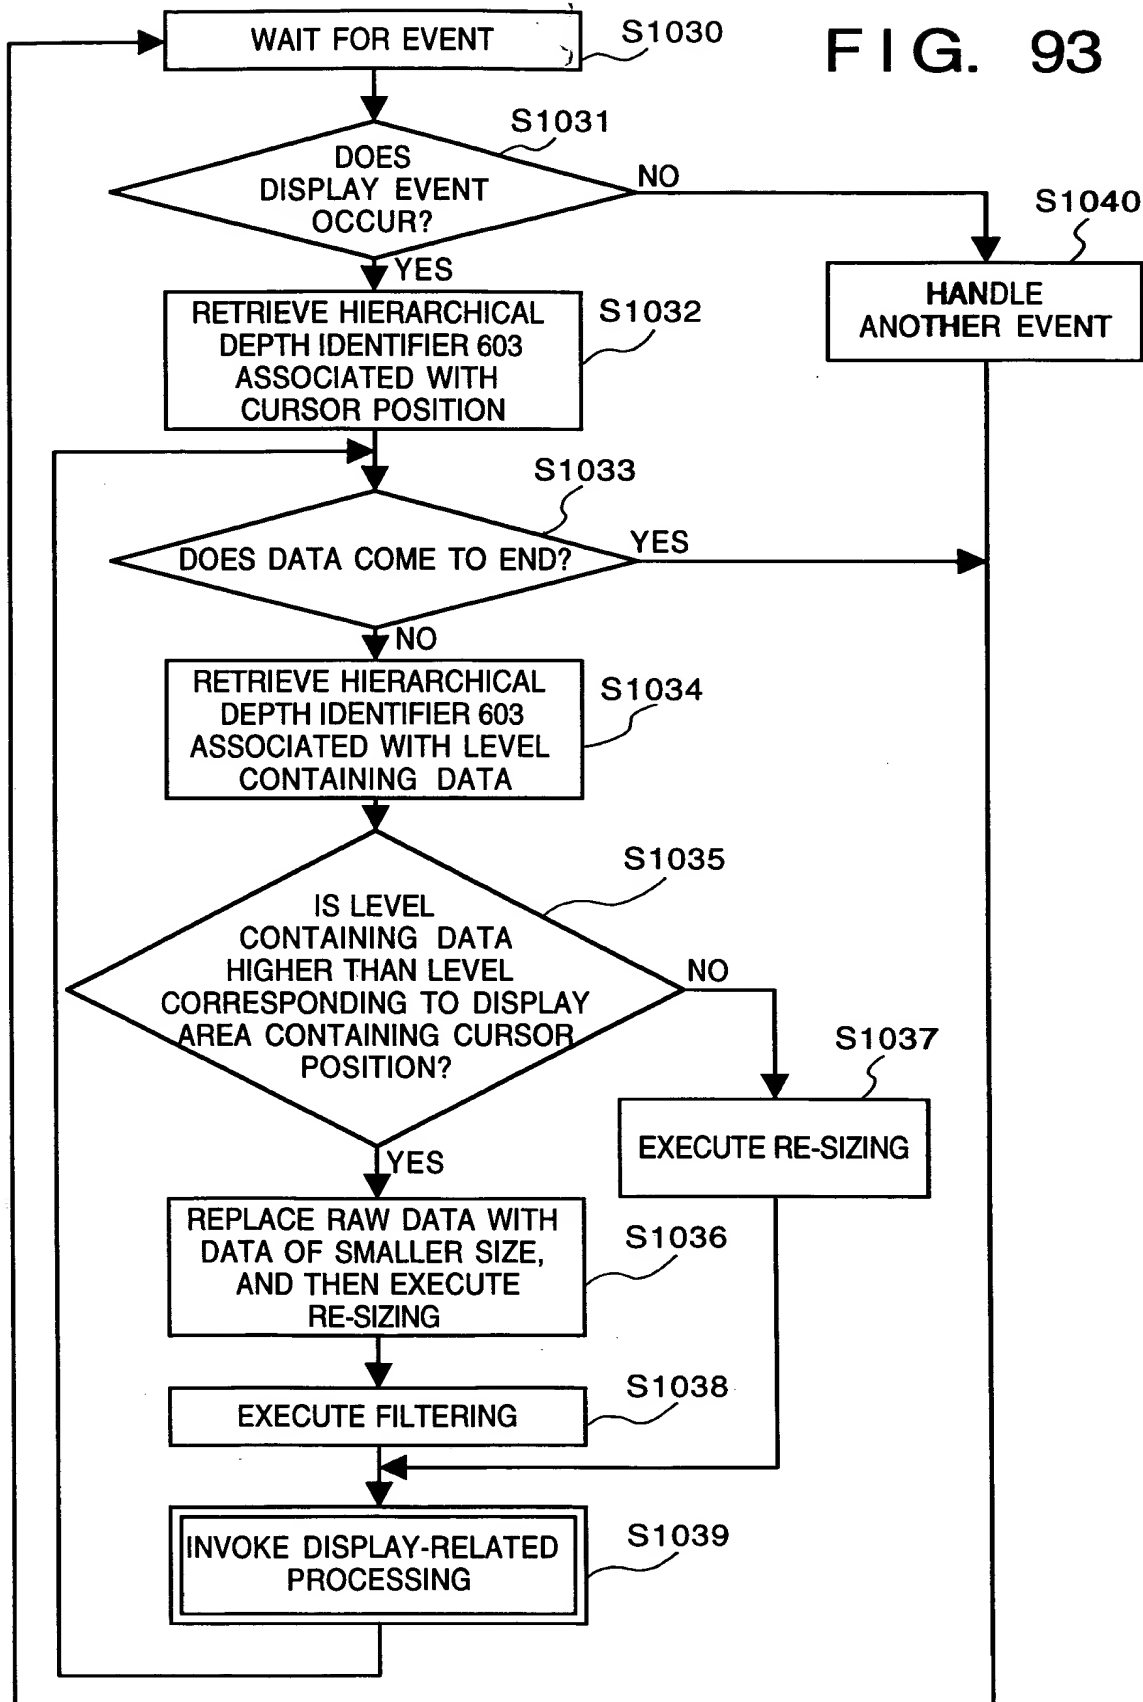 FIG. 93
WAIT FOR EVENT
S1030
S1031
DOES
DISPLAY EVENT
OCCUR?
NO
S1040
HANDLE
ANOTHER EVENT
YES
RETRIEVE HIERARCHICAL
DEPTH IDENTIFIER 603
ASSOCIATED WITH
CURSOR POSITION
S1032
S1033
DOES DATA COME TO END?
YES
NO
RETRIEVE HIERARCHICAL
DEPTH IDENTIFIER 603
ASSOCIATED WITH LEVEL
CONTAINING DATA
S1034
S1035
IS LEVEL
CONTAINING DATA
HIGHER THAN LEVEL
CORRESPONDING TO DISPLAY
AREA CONTAINING CURSOR
POSITION?
NO
S1037
EXECUTE RE-SIZING
YES
REPLACE RAW DATA WITH
DATA OF SMALLER SIZE,
AND THEN EXECUTE
RE-SIZING
S1036
S1038
EXECUTE FILTERING
S1039
INVOKE DISPLAY-RELATED
PROCESSING